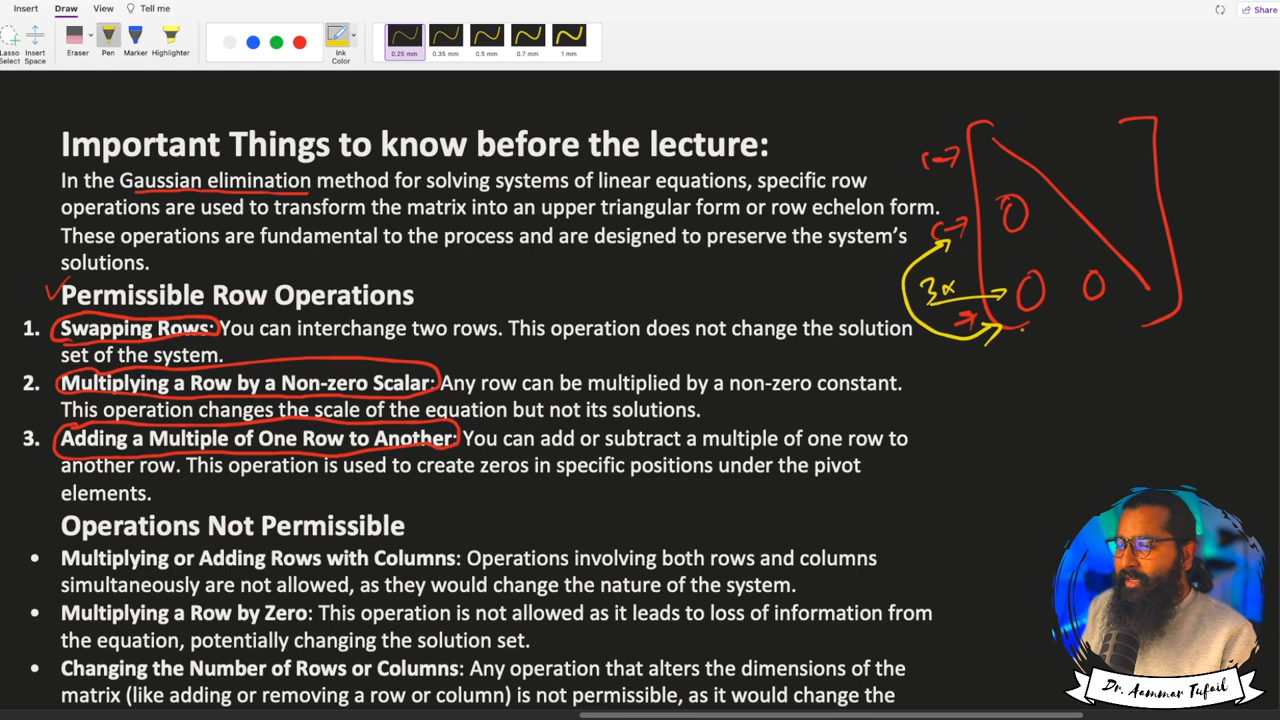 Insert Draw View Tell me
Share
Lasso Select
Insert Space
Eraser
Pen
Marker
Highlighter
Ink Color
0.25 mm 0.35 mm 0.5 mm 0.7 mm 1 mm
Important Things to know before the lecture:
In the Gaussian elimination method for solving systems of linear equations, specific row
operations are used to transform the matrix into an upper triangular form or row echelon form.
These operations are fundamental to the process and are designed to preserve the system's
solutions.
Permissible Row Operations
1. Swapping Rows: You can interchange two rows. This operation does not change the solution
set of the system.
2. Multiplying a Row by a Non-zero Scalar: Any row can be multiplied by a non-zero constant.
This operation changes the scale of the equation but not its solutions.
3. Adding a Multiple of One Row to Another: You can add or subtract a multiple of one row to
another row. This operation is used to create zeros in specific positions under the pivot
elements.
Operations Not Permissible
• Multiplying or Adding Rows with Columns: Operations involving both rows and columns
simultaneously are not allowed, as they would change the nature of the system.
• Multiplying a Row by Zero: This operation is not allowed as it leads to loss of information from
the equation, potentially changing the solution set.
• Changing the Number of Rows or Columns: Any operation that alters the dimensions of the
matrix (like adding or removing a row or column) is not permissible, as it would change the
0
3x
0 0
Dr. Aammar Tufail